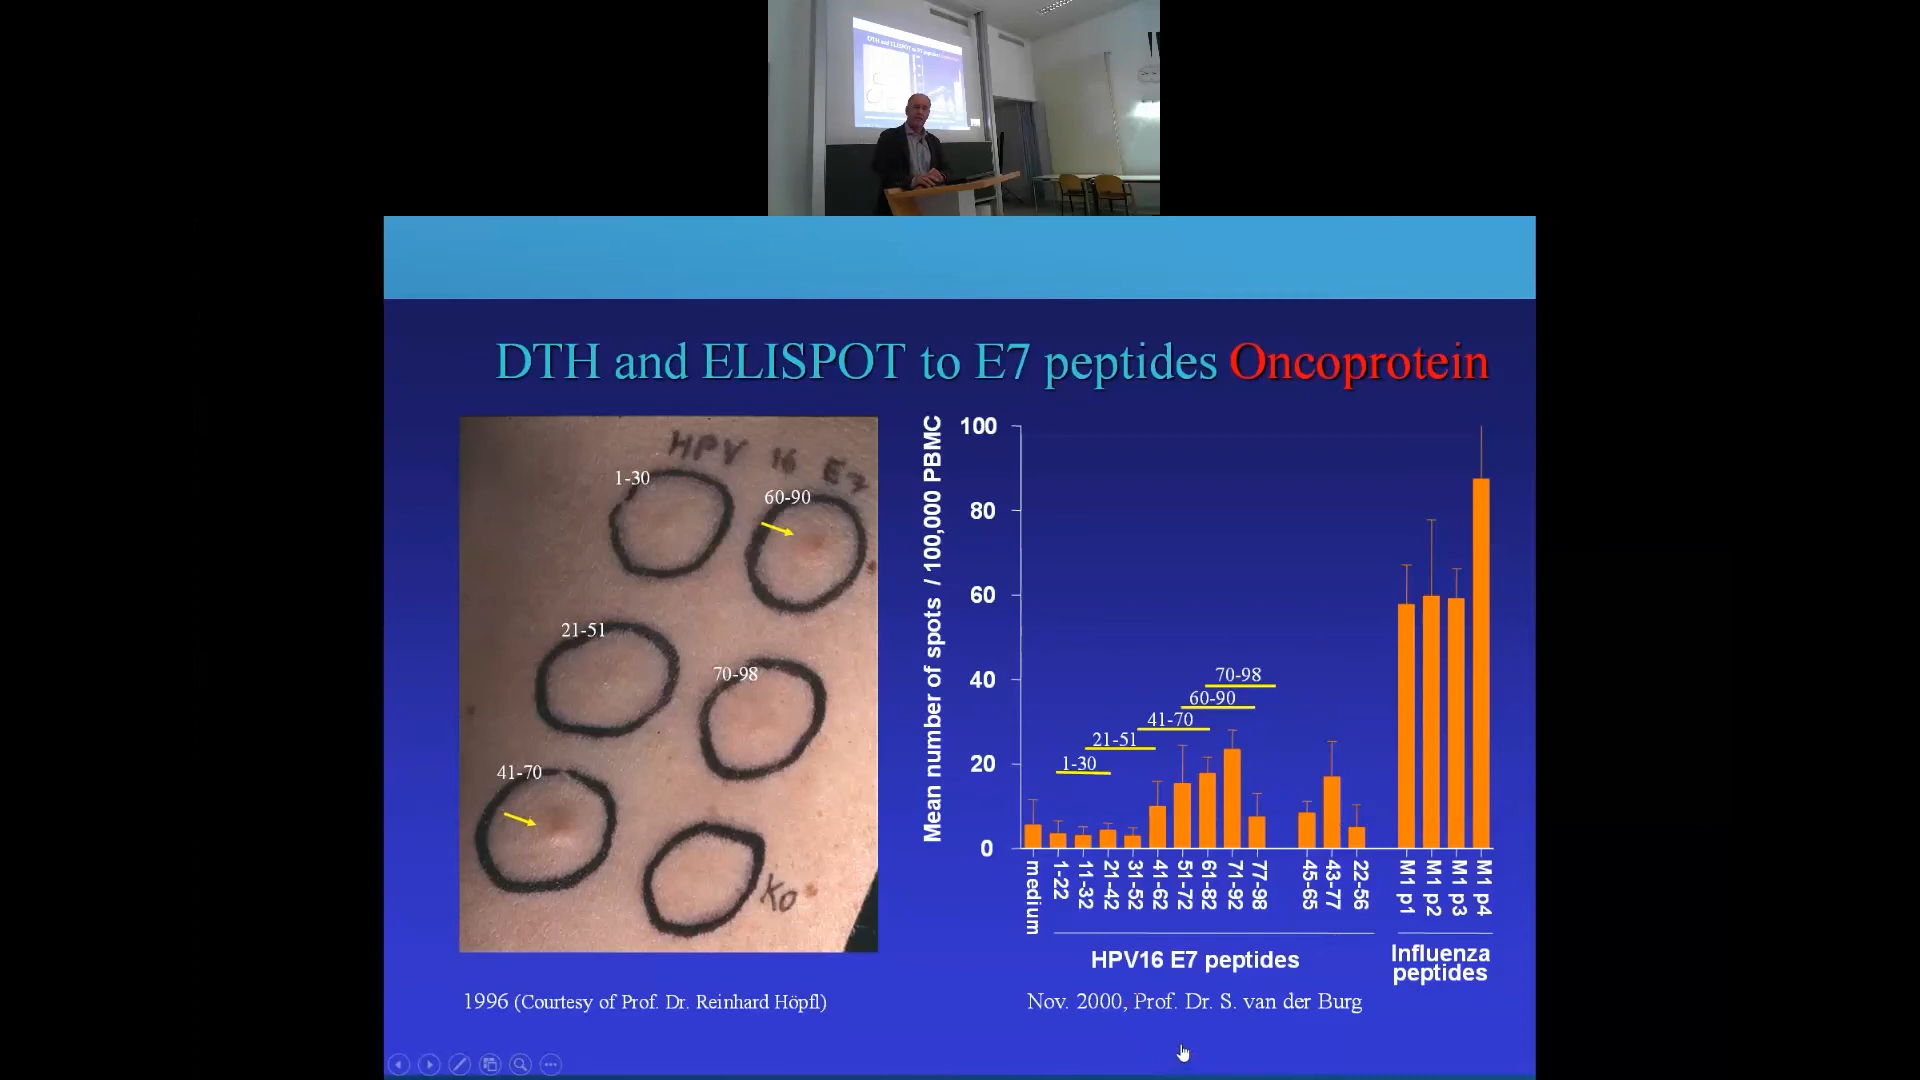 DTH and ELISPOT to E7 peptides Oncoprotein
HPV 16 E7
1-30
60-90
21-51
70-98
41-70
Ko
1996 (Courtesy of Prof. Dr. Reinhard Höpfl)
Mean number of spots / 100,000 PBMC
100
80
60
40
20
0
70-98
60-90
41-70
21-51
1-30
medium
1-22
11-32
21-42
31-52
41-62
51-72
61-82
71-92
77-98
45-65
43-77
22-56
M1 p1
M1 p2
M1 p3
M1 p4
HPV16 E7 peptides
Influenza
peptides
Nov. 2000, Prof. Dr. S. van der Burg